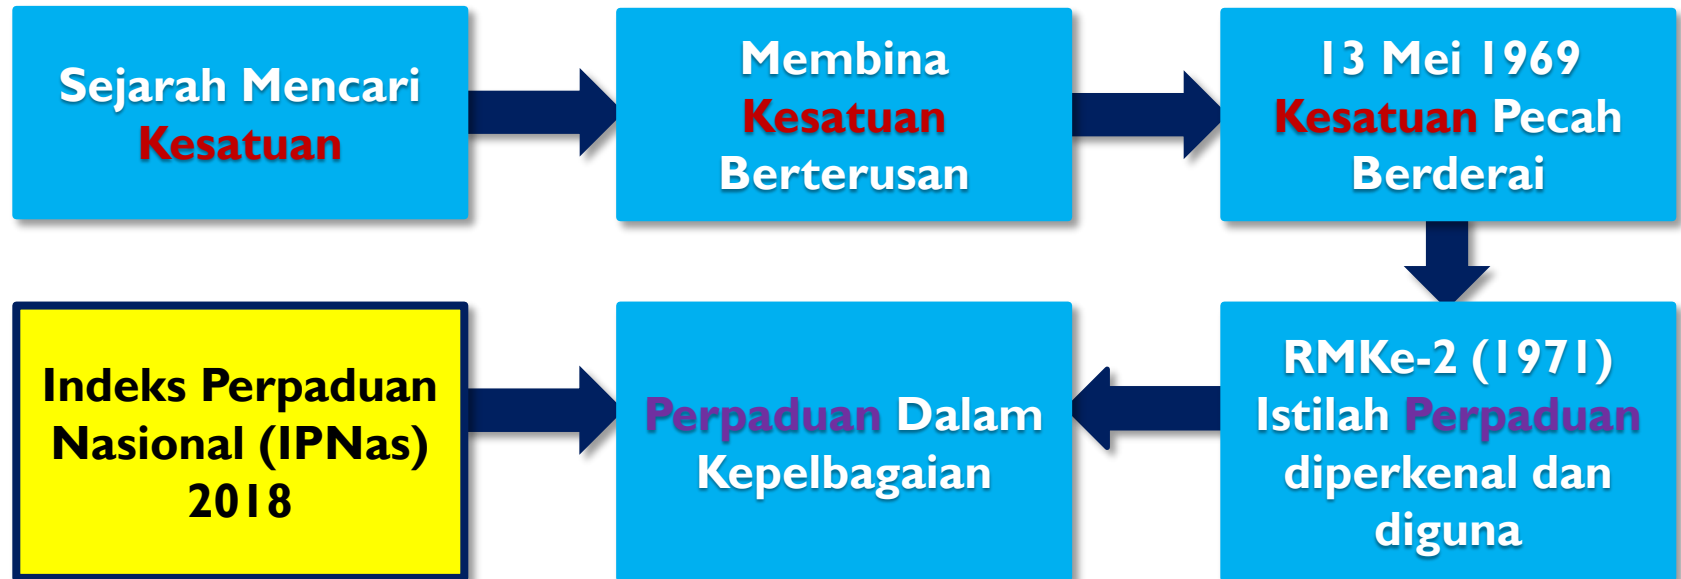 Sejarah Mencari
Kesatuan
Membina
Kesatuan
Berterusan
13 Mei 1969
Kesatuan Pecah
Berderai
Indeks Perpaduan
Nasional (IPNas)
2018
Perpaduan Dalam
Kepelbagaian
RMKe-2 (1971)
Istilah Perpaduan
diperkenal dan
diguna